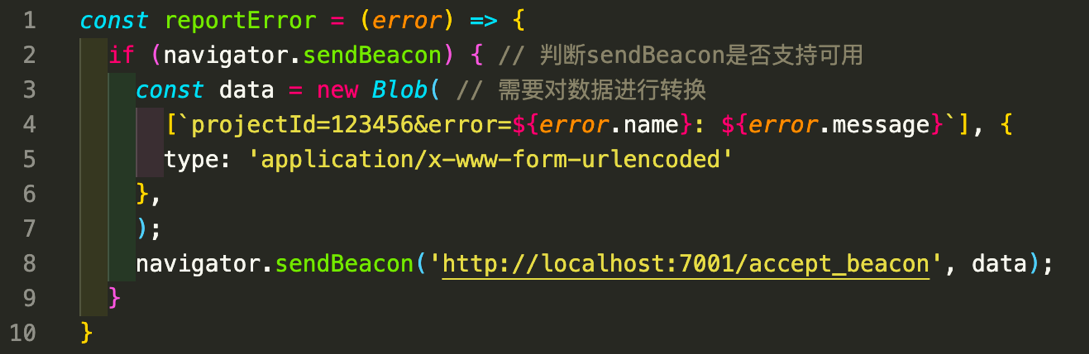 1 const reportError = (error) => {
2 if (navigator.sendBeacon) { // 判断sendBeacon是否支持可用
3 const data = new Blob( // 需要对数据进行转换
4 [`projectId=123456&error=${error.name}: ${error.message}`], {
5 type: 'application/x-www-form-urlencoded'
6 },
7 );
8 navigator.sendBeacon('http://localhost:7001/accept_beacon', data);
9 }
10 }